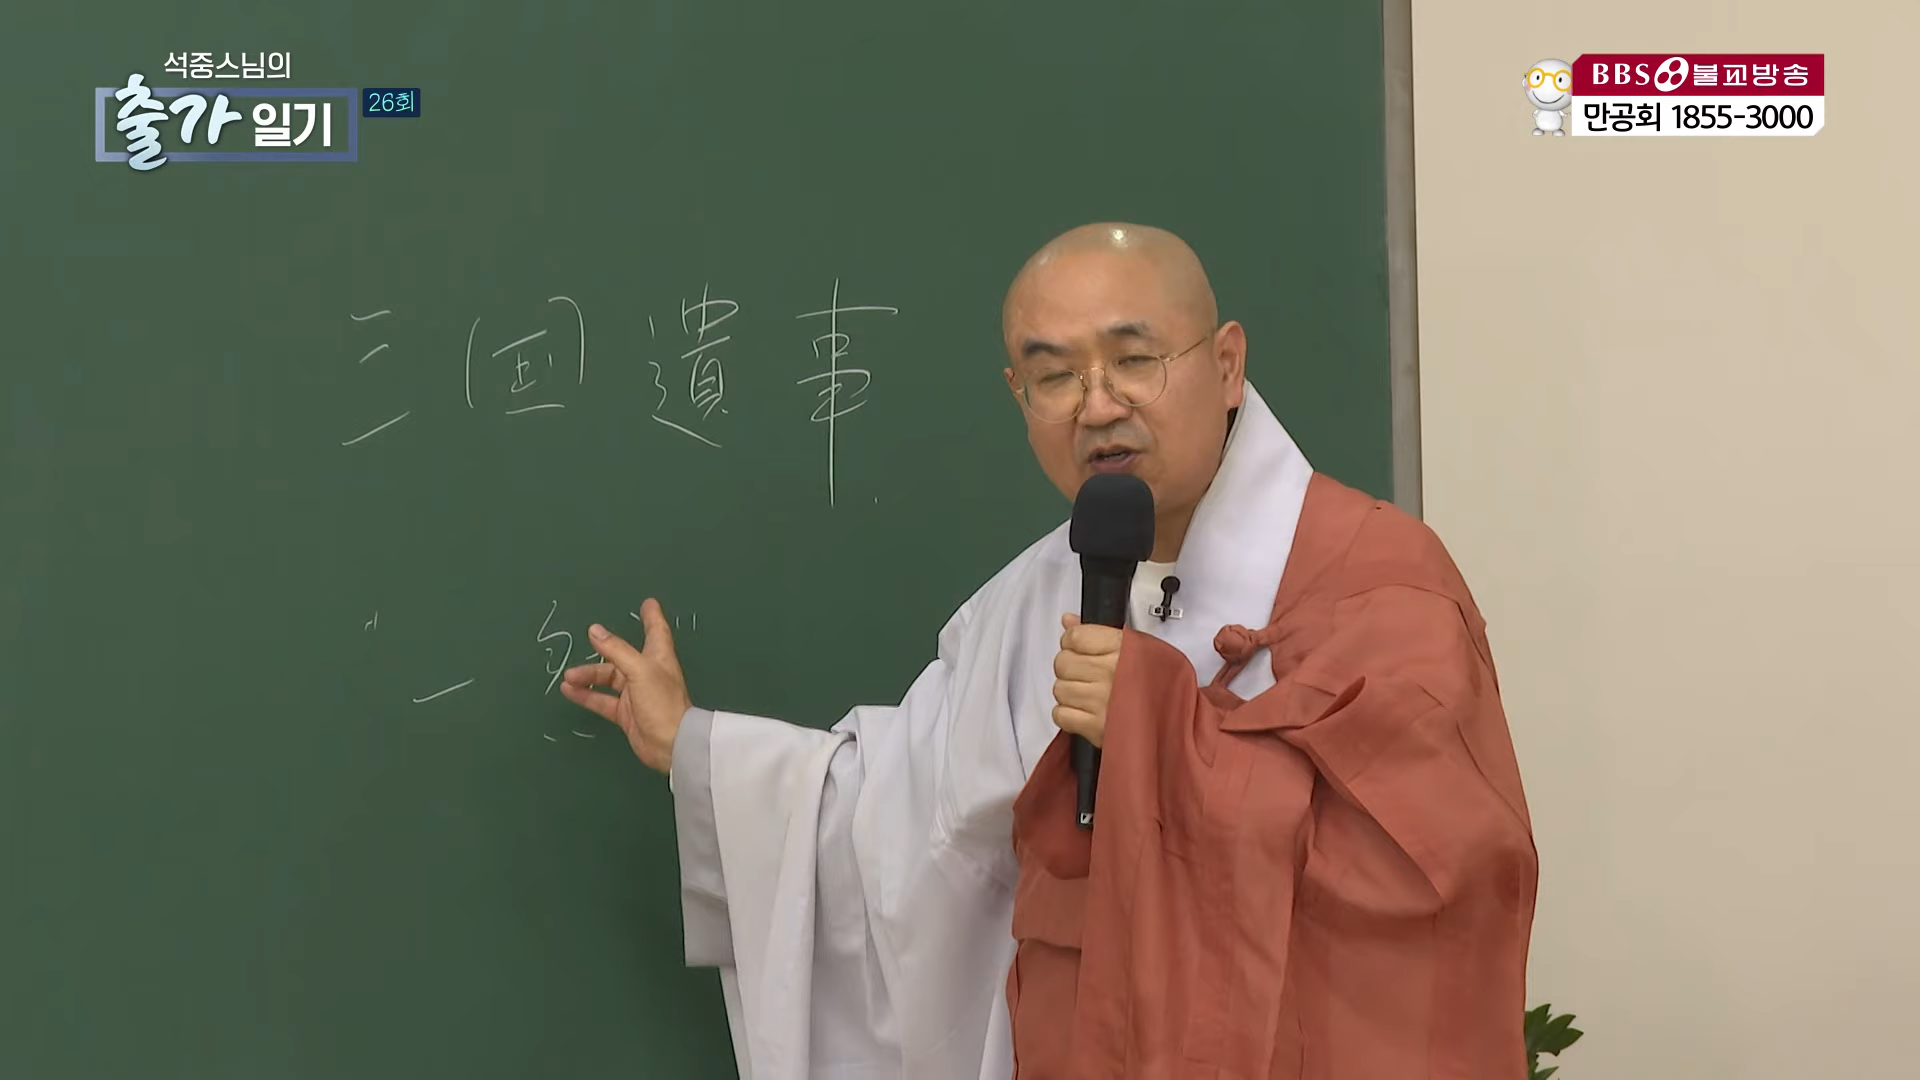 석중스님의
출가 일기 26회
BBS 불교방송
만공회 1855-3000
三国遺事
一